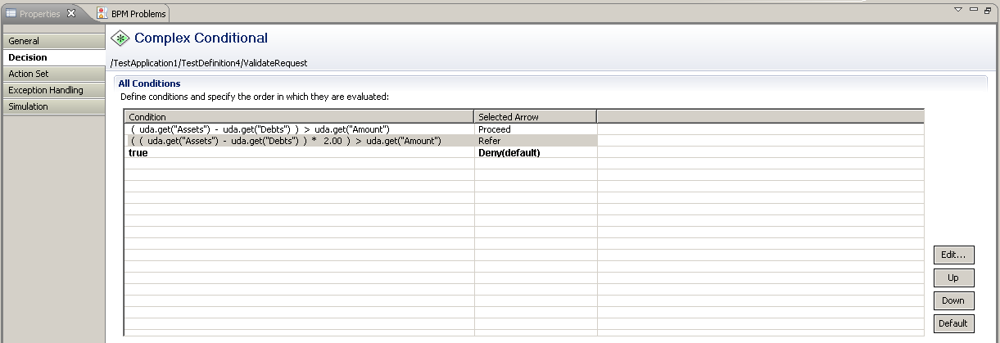 Properties BPM Problems
General
Decision
Action Set
Exception Handling
Simulation
Complex Conditional
/TestApplication1/TestDefinition4/ValidateRequest
All Conditions
Define conditions and specify the order in which they are evaluated:
Condition Selected Arrow
( uda.get("Assets") - uda.get("Debts") ) > uda.get("Amount") Proceed
( ( uda.get("Assets") - uda.get("Debts") ) * 2.00 ) > uda.get("Amount") Refer
true Deny(default)
Edit...
Up
Down
Default